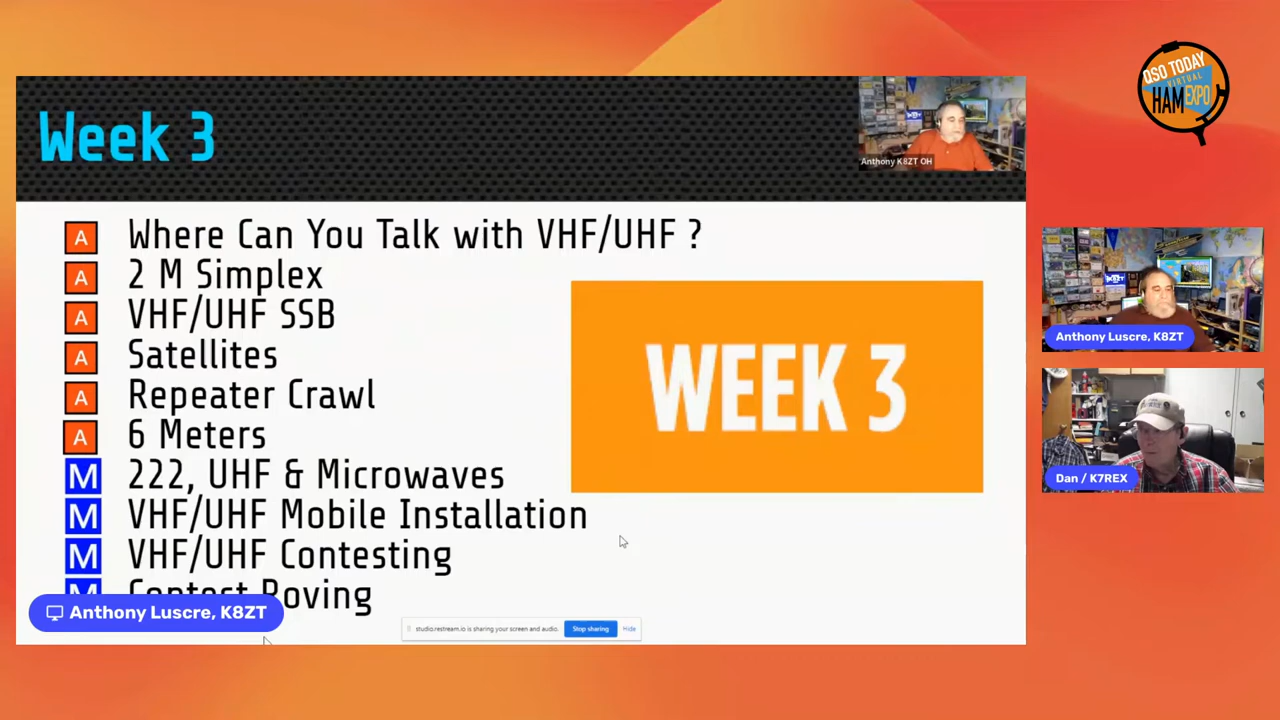 Week 3
Anthony K8ZT OH
A Where Can You Talk with VHF/UHF ?
A 2 M Simplex
A VHF/UHF SSB
A Satellites
A Repeater Crawl
A 6 Meters
M 222, UHF & Microwaves
M VHF/UHF Mobile Installation
M VHF/UHF Contesting
M Contest Roving
WEEK 3
Anthony Luscre, K8ZT
studio.restream.io is sharing your screen and audio.
Stop sharing
Hide
QSO TODAY
VIRTUAL
HAM EXPO
Anthony Luscre, K8ZT
Dan / K7REX